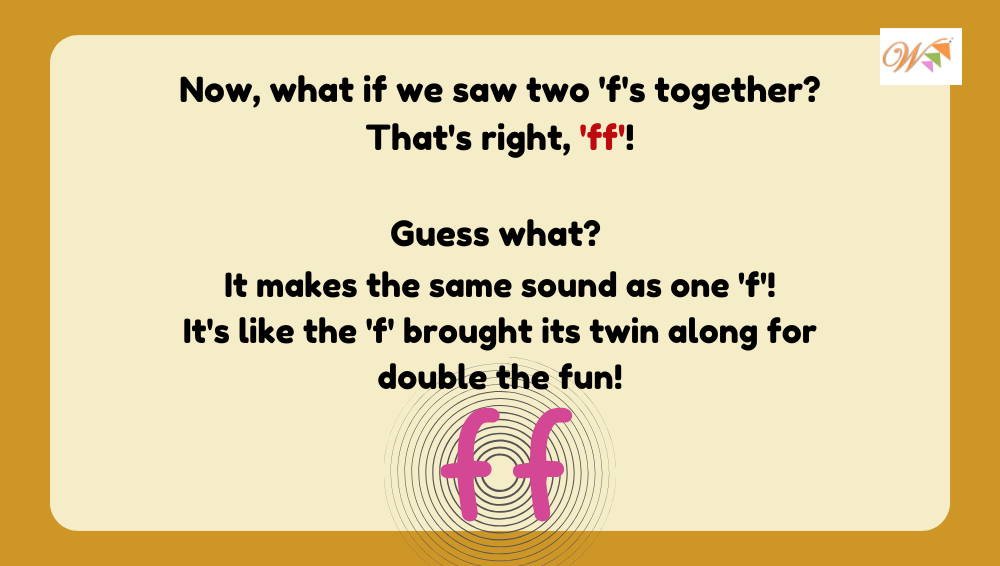 W
Now, what if we saw two 'f's together?
That's right, 'ff'!
Guess what?
It makes the same sound as one 'f'!
It's like the 'f' brought its twin along for
double the fun!
ff